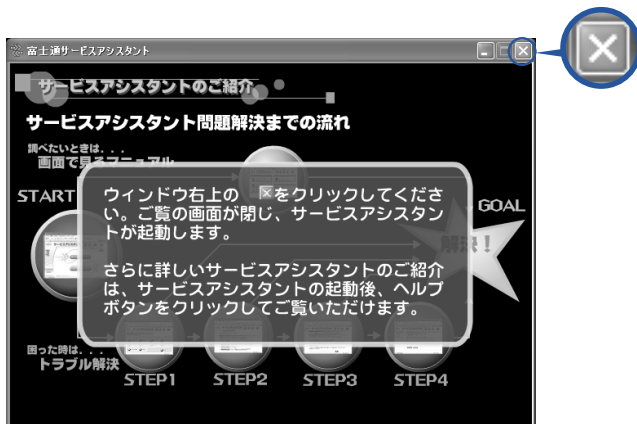 富士通サービスアシスタント
サービスアシスタントのご紹介
サービスアシスタント問題解決までの流れ
調べたいときは...
画面で見るマニュアル
START
GOAL
解決!
ウィンドウ右上の ☒をクリックしてくださ
い。ご覧の画面が閉じ、サービスアシスタン
トが起動します。
さらに詳しいサービスアシスタントのご紹介
は、サービスアシスタントの起動後、ヘルプ
ボタンをクリックしてご覧いただけます。
困った時は...
トラブル解決
STEP1 STEP2 STEP3 STEP4